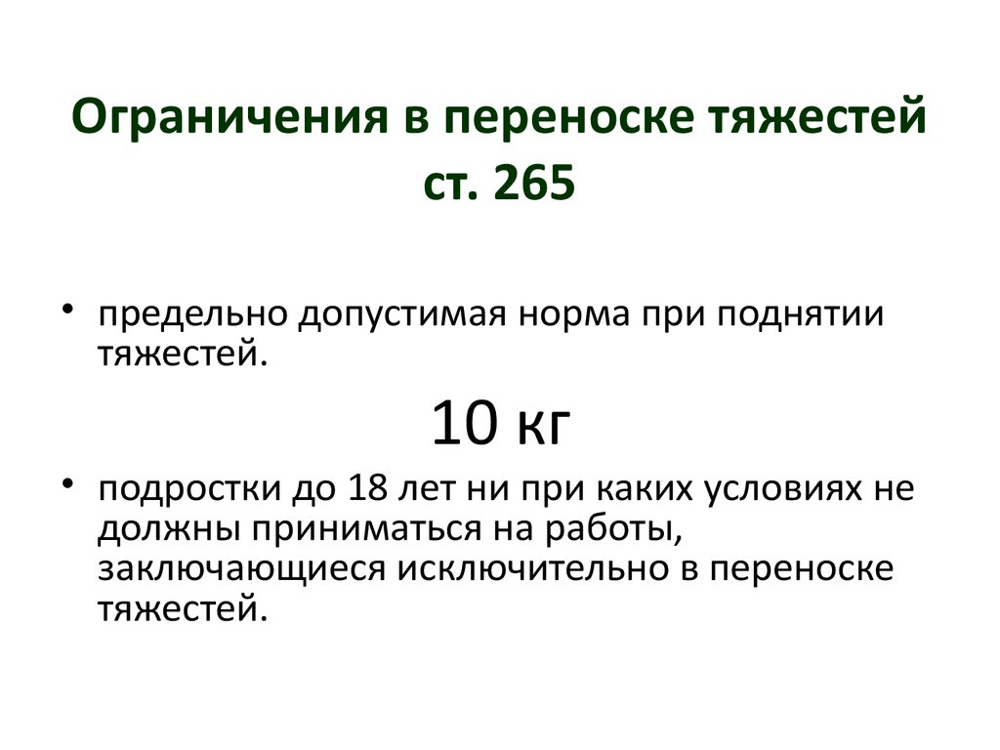 Ограничения в переноске тяжестей
ст. 265
• предельно допустимая норма при поднятии
тяжестей.
10 кг
• подростки до 18 лет ни при каких условиях не
должны приниматься на работы,
заключающиеся исключительно в переноске
тяжестей.